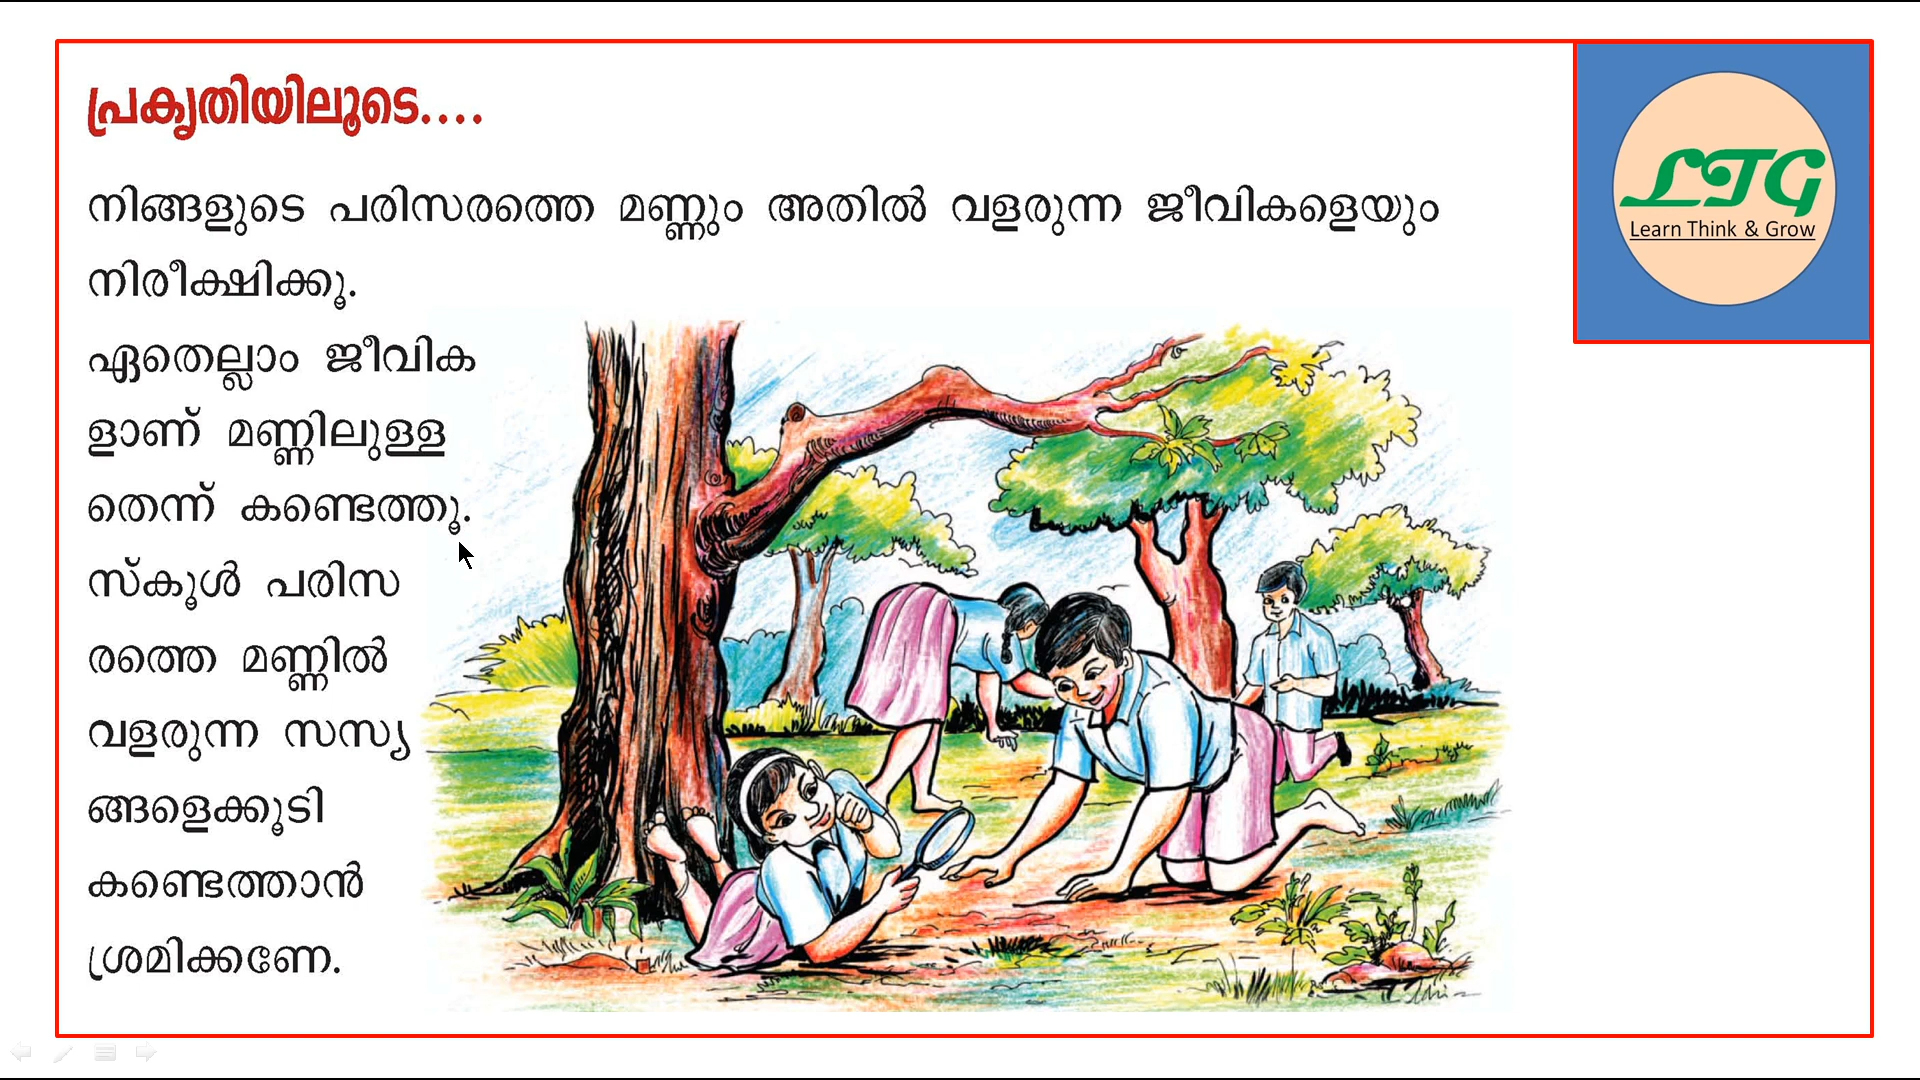 പ്രകൃതിയിലൂടെ....
നിങ്ങളുടെ പരിസരത്തെ മണ്ണും അതിൽ വളരുന്ന ജീവികളെയും
നിരീക്ഷിക്കൂ.
ഏതെല്ലാം ജീവിക
ളാണ് മണ്ണിലുള്ള
തെന്ന് കണ്ടെത്തൂ.
സ്കൂൾ പരിസ
രത്തെ മണ്ണിൽ
വളരുന്ന സസ്യ
ങ്ങളെക്കൂടി
കണ്ടെത്താൻ
ശ്രമിക്കണേ.
LTG
Learn Think & Grow